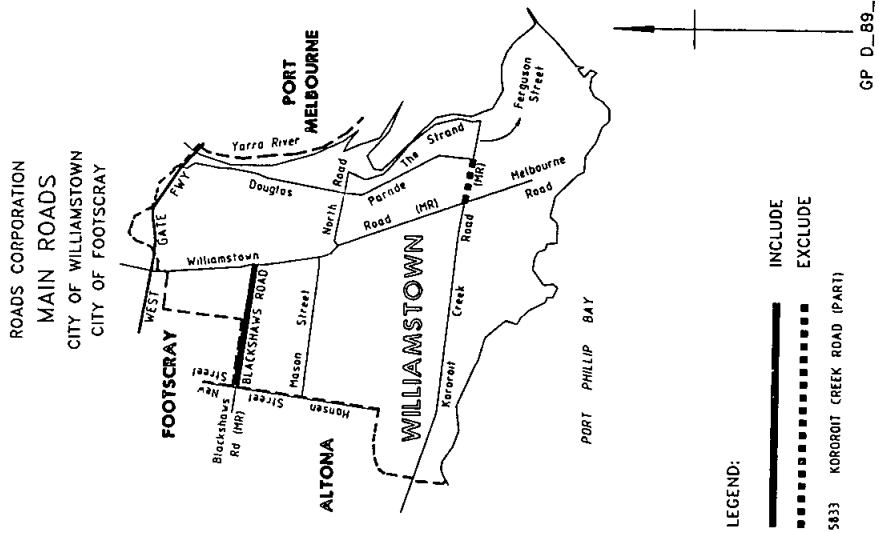 ROADS CORPORATION
MAIN ROADS
CITY OF WILLIAMSTOWN
CITY OF FOOTSCRAY
WEST
GATE
FWY
Yarra River
PORT
MELBOURNE
FOOTSCRAY
Williamstown
Douglas
Parade
The Strand
North
Road
Road (MR)
New
Street
BLACKSHAWS ROAD
Blackshaws
Rd (MR)
Mason Street
Hansen
Street
ALTONA
WILLIAMSTOWN
Kororoit
Creek
Road
(MR)
Ferguson
Street
Melbourne
Road
PORT PHILLIP BAY
LEGEND:
INCLUDE
EXCLUDE
5833 KOROROIT CREEK ROAD (PART)
GP D_89_